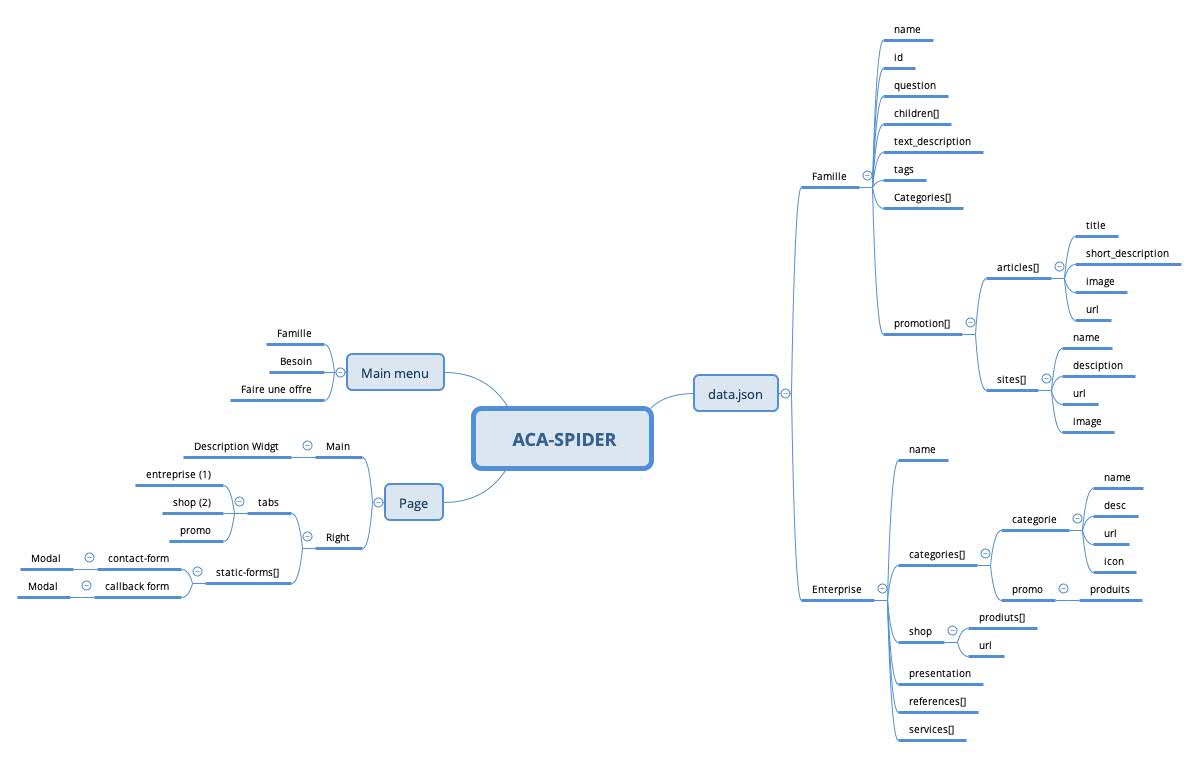 ACA-SPIDER
Main menu
Famille
Besoin
Faire une offre
Page
Main
Description Widgt
Right
tabs
entreprise (1)
shop (2)
promo
static-forms[]
contact-form
Modal
callback form
Modal
data.json
Famille
name
id
question
children[]
text_description
tags
Categories[]
promotion[]
articles[]
title
short_description
image
url
sites[]
name
desciption
url
image
Enterprise
name
categories[]
categorie
name
desc
url
icon
promo
produits
shop
prodiuts[]
url
presentation
references[]
services[]